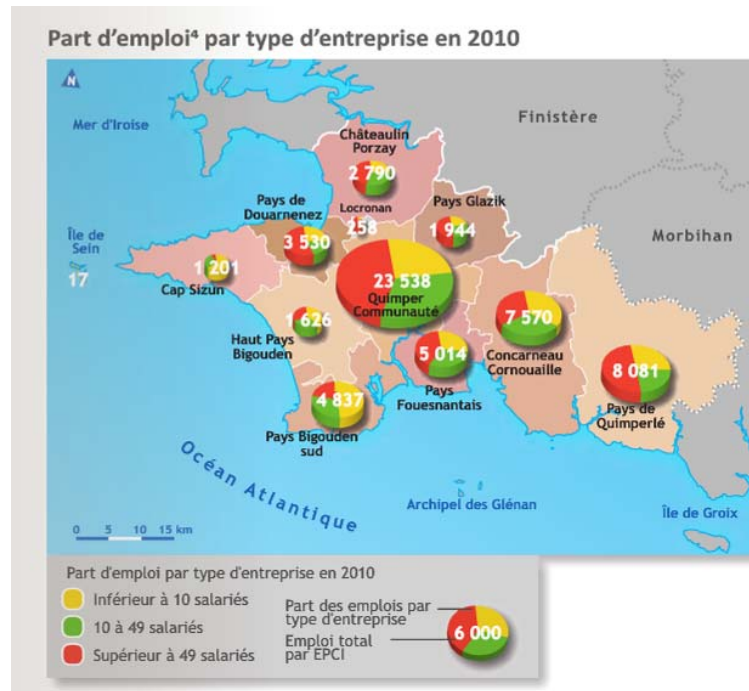 Part d'emploi⁴ par type d'entreprise en 2010
N
Finistère
Mer d'Iroise
Châteaulin
Porzay
2 790
Pays de
Douarnenez
Locronan
258
Pays Glazik
1 944
3 530
Morbihan
Île de
Sein
17
1 201
Cap Sizun
23 538
Quimper
Communauté
1 626
Haut Pays
Bigouden
7 570
Concarneau
Cornouaille
5 014
Pays
Fouesnantais
8 081
Pays de
Quimperlé
4 837
Pays Bigouden
sud
Océan Atlantique
Archipel des Glénan
Île de Groix
0 5 10 15 km
Part d'emploi par type d'entreprise en 2010
Inférieur à 10 salariés
10 à 49 salariés
Supérieur à 49 salariés
Part des emplois par
type d'entreprise
Emploi total
par EPCI
6 000